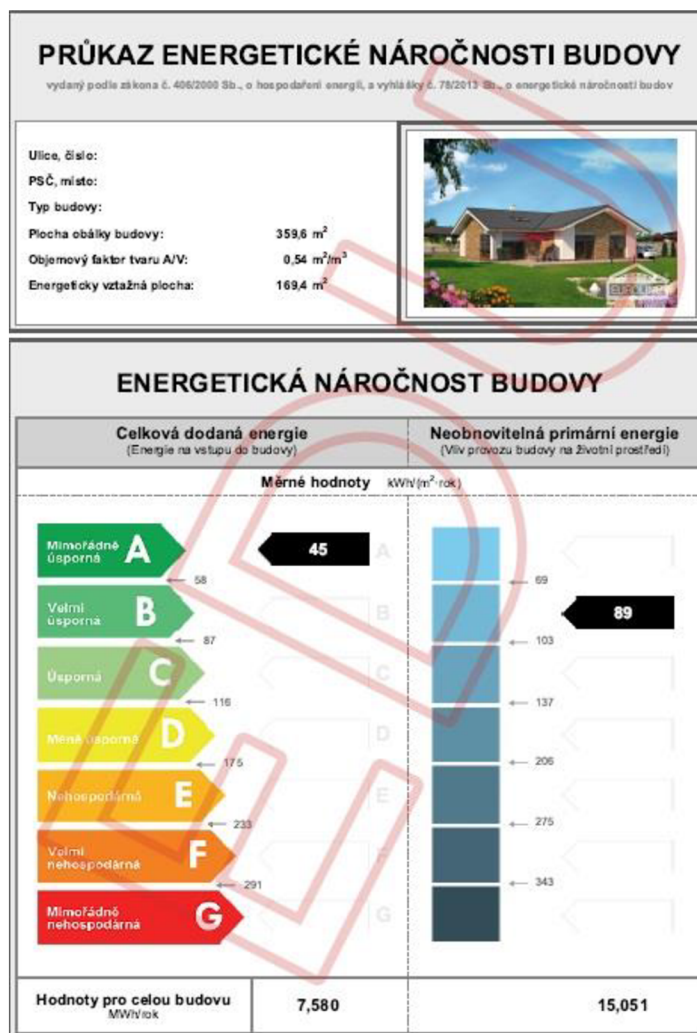 PRŮKAZ ENERGETICKÉ NÁROČNOSTI BUDOVY
vydaný podle zákona č. 406/2000 Sb., o hospodaření energií, a vyhlášky č. 78/2013 Sb., o energetické náročnosti budov
Ulice, číslo:
PSČ, místo:
Typ budovy:
Plocha obálky budovy: 359,6 m²
Objemový faktor tvaru A/V: 0,54 m²/m³
Energeticky vztažná plocha: 169,4 m²
ENERGETICKÁ NÁROČNOST BUDOVY
Celková dodaná energie
(Energie na vstupu do budovy)
Neobnovitelná primární energie
(Vliv provozu budovy na životní prostředí)
Měrné hodnoty kWh/(m²·rok)
Mimořádně úsporná A 45 A
58 69
Velmi úsporná B B 89
87 103
Úsporná C C
116 137
Méně úsporná D D
175 206
Nehospodárná E E
233 275
Velmi nehospodárná F F
291 343
Mimořádně nehospodárná G G
Hodnoty pro celou budovu
MWh/rok
7,580 15,051